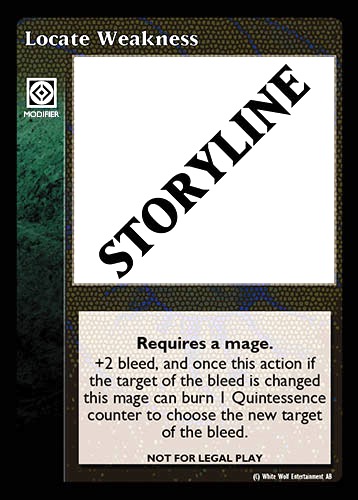 Locate Weakness
MODIFIER
STORYLINE
Requires a mage.
+2 bleed, and once this action if
the target of the bleed is changed
this mage can burn 1 Quintessence
counter to choose the new target
of the bleed.
NOT FOR LEGAL PLAY
(C) White Wolf Entertainment AB